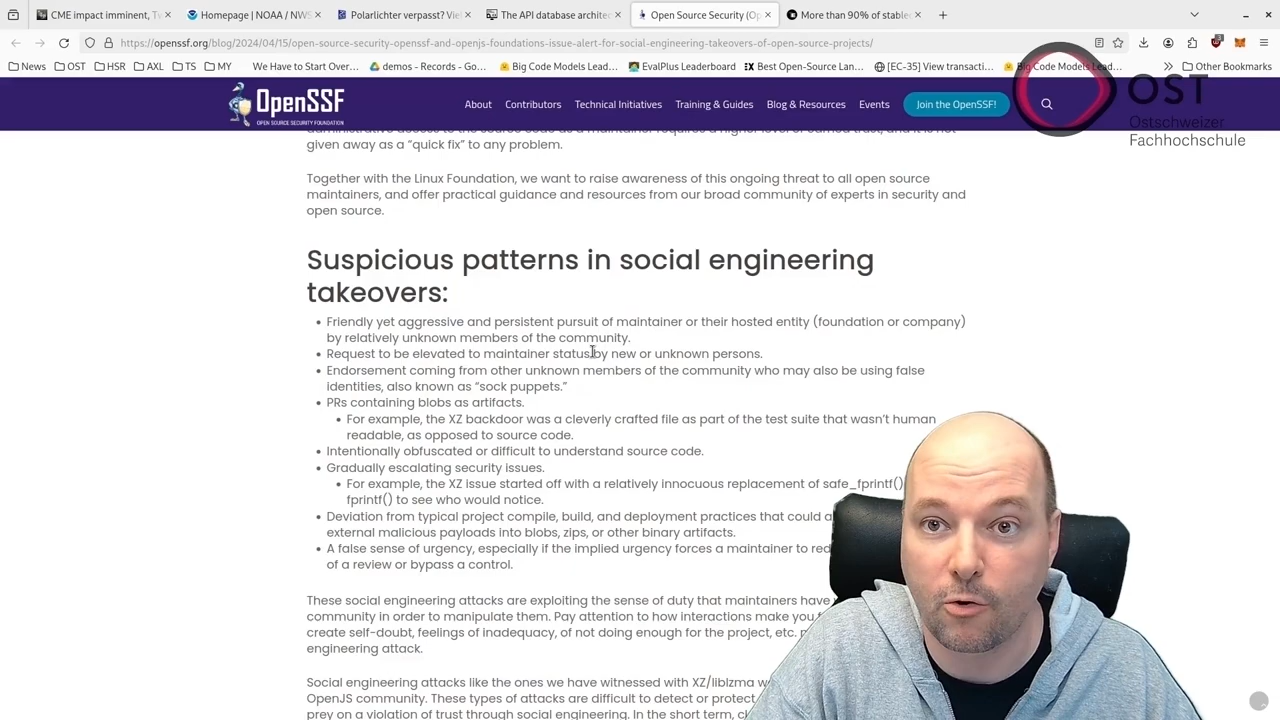 CME impact imminent, Tw
Homepage | NOAA / NWS
Polarlichter verpasst? Viel
The API database architec
Open Source Security (Op
More than 90% of stable
https://openssf.org/blog/2024/04/15/open-source-security-openssf-and-openjs-foundations-issue-alert-for-social-engineering-takeovers-of-open-source-projects/
3
News
OST
HSR
AXL
TS
MY
We Have to Start Over...
demos - Records - Go...
Big Code Models Lead...
EvalPlus Leaderboard
Best Open-Source Lan...
[EC-35] View transacti...
Big Code Models Lead...
Other Bookmarks
OpenSSF
OPEN SOURCE SECURITY FOUNDATION
About
Contributors
Technical Initiatives
Training & Guides
Blog & Resources
Events
Join the OpenSSF!
OST
Ostschweizer
Fachhochschule
administrative access to the source code as a maintainer requires a higher level of earned trust, and it is not
given away as a “quick fix” to any problem.
Together with the Linux Foundation, we want to raise awareness of this ongoing threat to all open source
maintainers, and offer practical guidance and resources from our broad community of experts in security and
open source.
Suspicious patterns in social engineering
takeovers:
Friendly yet aggressive and persistent pursuit of maintainer or their hosted entity (foundation or company)
by relatively unknown members of the community.
Request to be elevated to maintainer status by new or unknown persons.
Endorsement coming from other unknown members of the community who may also be using false
identities, also known as “sock puppets.”
PRs containing blobs as artifacts.
For example, the XZ backdoor was a cleverly crafted file as part of the test suite that wasn’t human
readable, as opposed to source code.
Intentionally obfuscated or difficult to understand source code.
Gradually escalating security issues.
For example, the XZ issue started off with a relatively innocuous replacement of safe_fprintf()
fprintf() to see who would notice.
Deviation from typical project compile, build, and deployment practices that could a
external malicious payloads into blobs, zips, or other binary artifacts.
A false sense of urgency, especially if the implied urgency forces a maintainer to red
of a review or bypass a control.
These social engineering attacks are exploiting the sense of duty that maintainers have
community in order to manipulate them. Pay attention to how interactions make you f
create self-doubt, feelings of inadequacy, of not doing enough for the project, etc.
engineering attack.
Social engineering attacks like the ones we have witnessed with XZ/liblzma w
OpenJS community. These types of attacks are difficult to detect or protect
prey on a violation of trust through social engineering. In the short term, cl